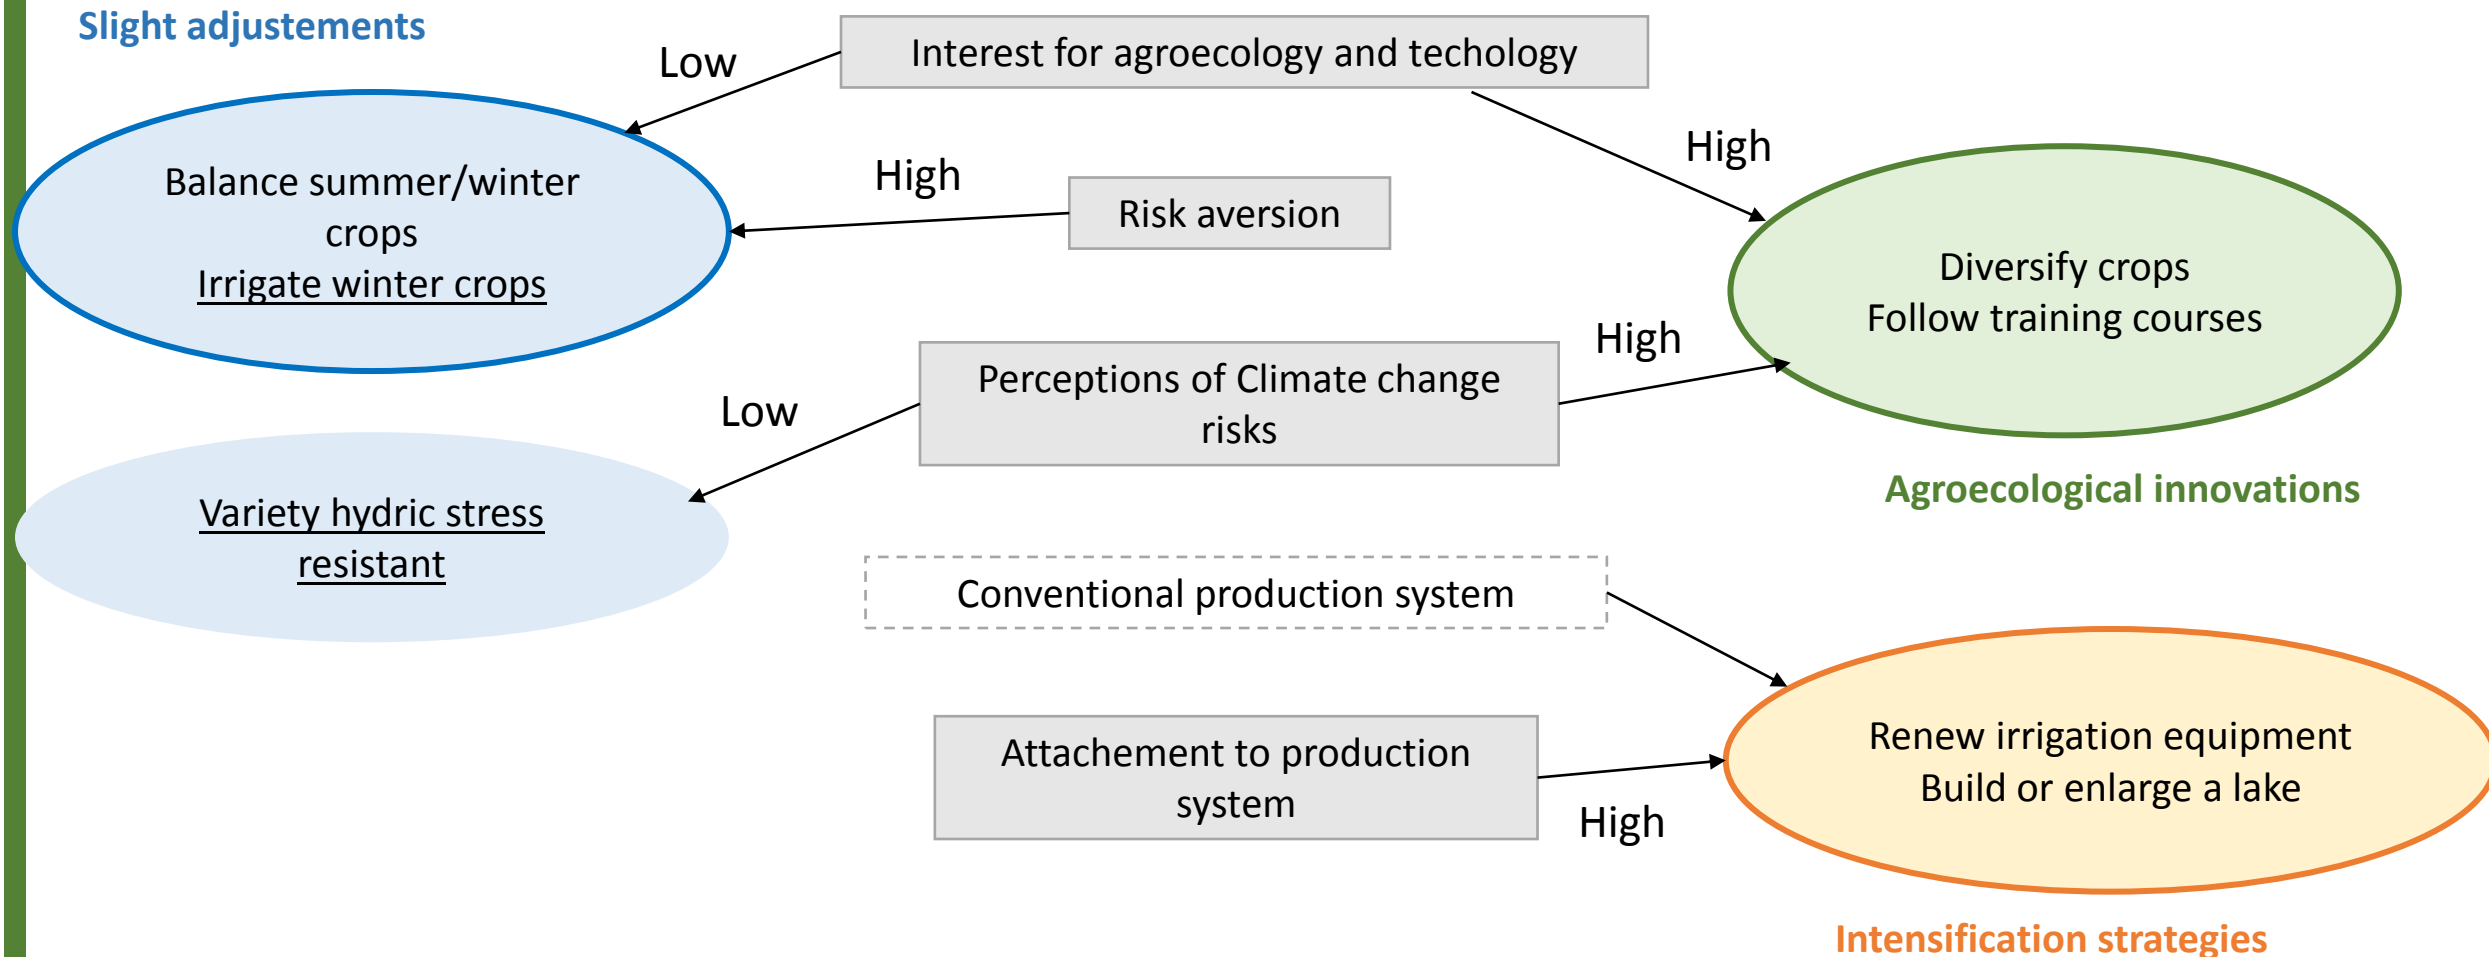 Slight adjustements
Interest for agroecology and techology
Low
High
Balance summer/winter
crops
Irrigate winter crops
High
Risk aversion
Diversify crops
Follow training courses
High
Perceptions of Climate change
risks
Low
Agroecological innovations
Variety hydric stress
resistant
Conventional production system
Attachement to production
system
High
Renew irrigation equipment
Build or enlarge a lake
Intensification strategies